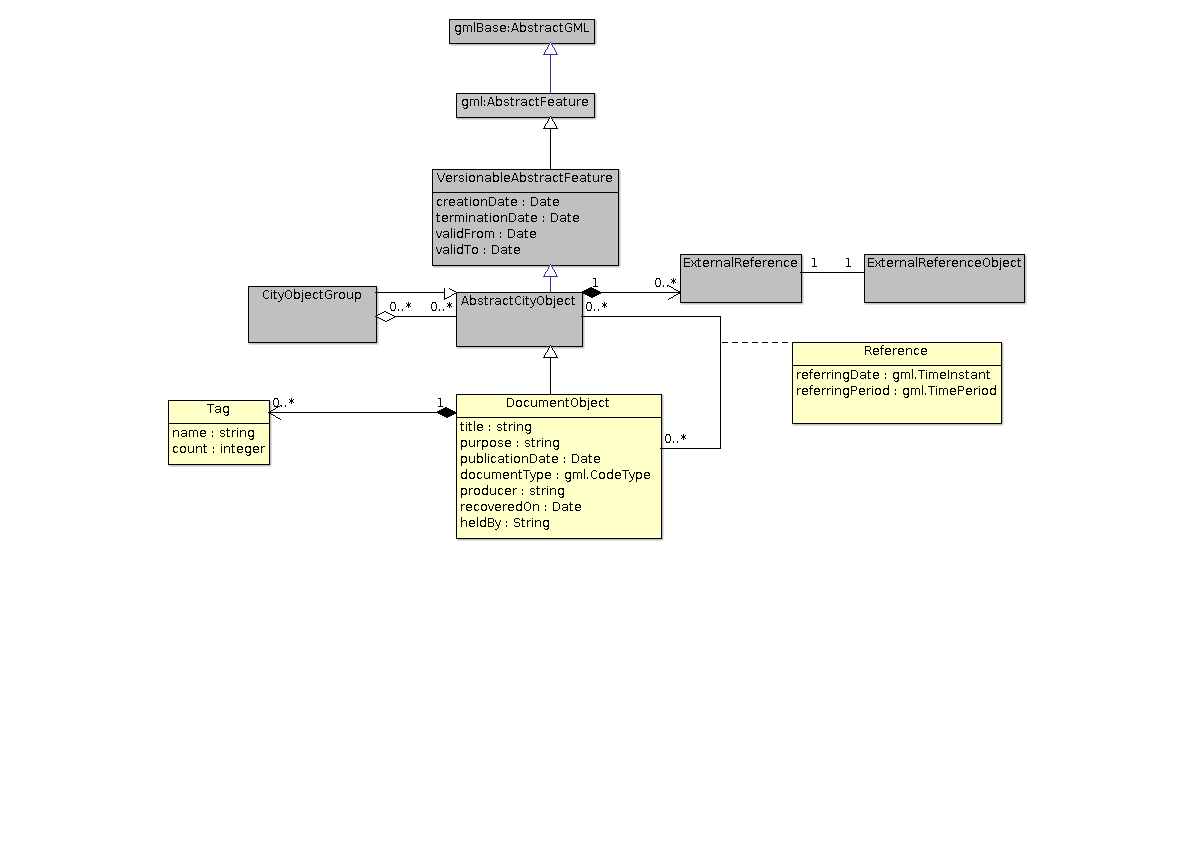 gmlBase:AbstractGML
gml:AbstractFeature
VersionableAbstractFeature
creationDate : Date
terminationDate : Date
validFrom : Date
validTo : Date
ExternalReference
1
1
ExternalReferenceObject
CityObjectGroup
0..*
0..*
AbstractCityObject
1
0..*
0..*
Reference
referringDate : gml.TimeInstant
referringPeriod : gml.TimePeriod
Tag
name : string
count : integer
0..*
1
DocumentObject
title : string
purpose : string
publicationDate : Date
documentType : gml.CodeType
producer : string
recoveredOn : Date
heldBy : String
0..*